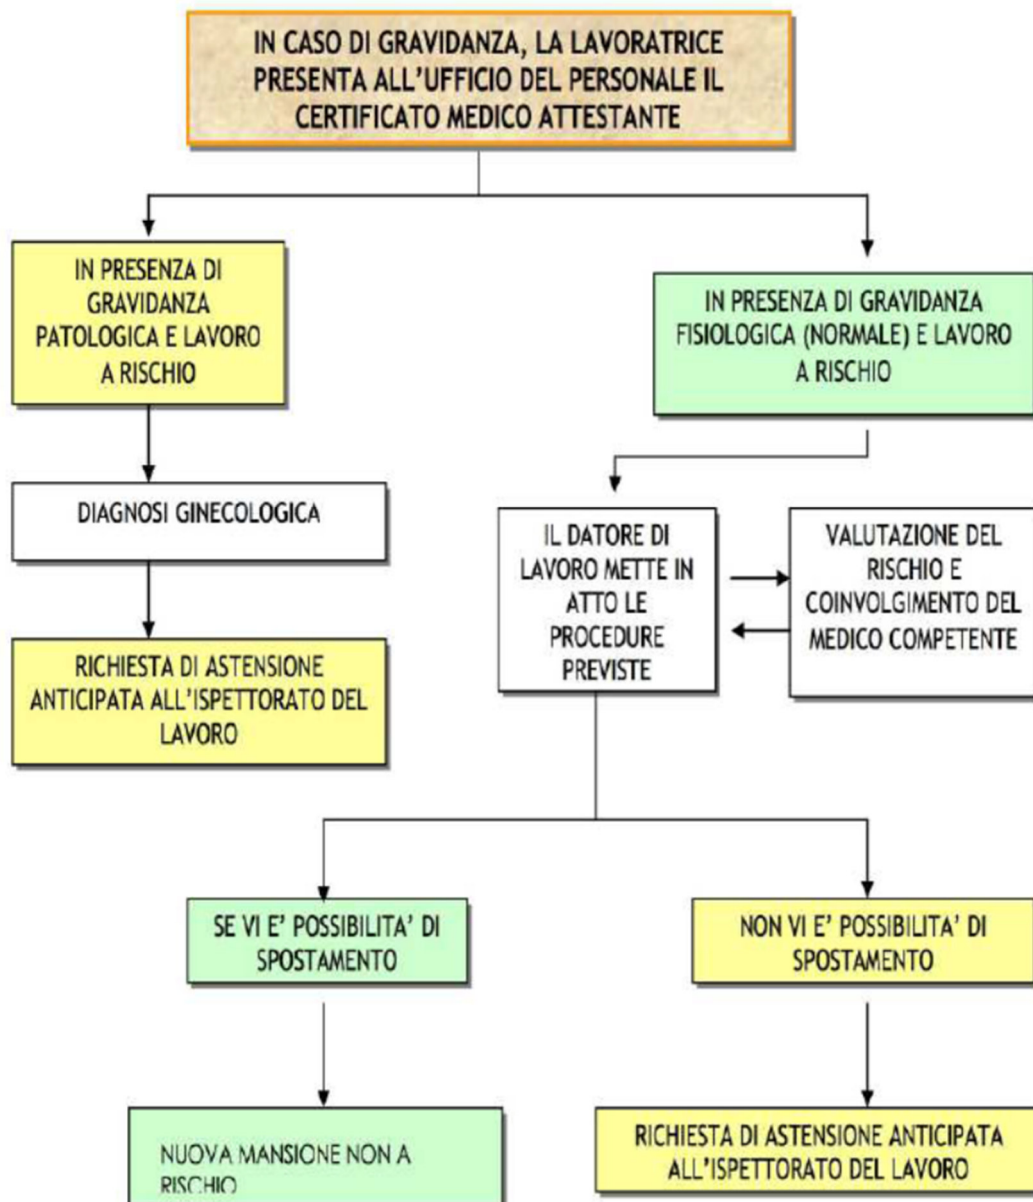 IN CASO DI GRAVIDANZA, LA LAVORATRICE
PRESENTA ALL'UFFICIO DEL PERSONALE IL
CERTIFICATO MEDICO ATTESTANTE
IN PRESENZA DI
GRAVIDANZA
PATOLOGICA E LAVORO
A RISCHIO
IN PRESENZA DI GRAVIDANZA
FISIOLOGICA (NORMALE) E LAVORO
A RISCHIO
DIAGNOSI GINECOLOGICA
RICHIESTA DI ASTENSIONE
ANTICIPATA ALL'ISPETTORATO DEL
LAVORO
IL DATORE DI
LAVORO METTE IN
ATTO LE
PROCEDURE
PREVISTE
VALUTAZIONE DEL
RISCHIO E
COINVOLGIMENTO DEL
MEDICO COMPETENTE
SE VI E' POSSIBILITA' DI
SPOSTAMENTO
NON VI E' POSSIBILITA' DI
SPOSTAMENTO
NUOVA MANSIONE NON A
RISCHIO
RICHIESTA DI ASTENSIONE ANTICIPATA
ALL'ISPETTORATO DEL LAVORO